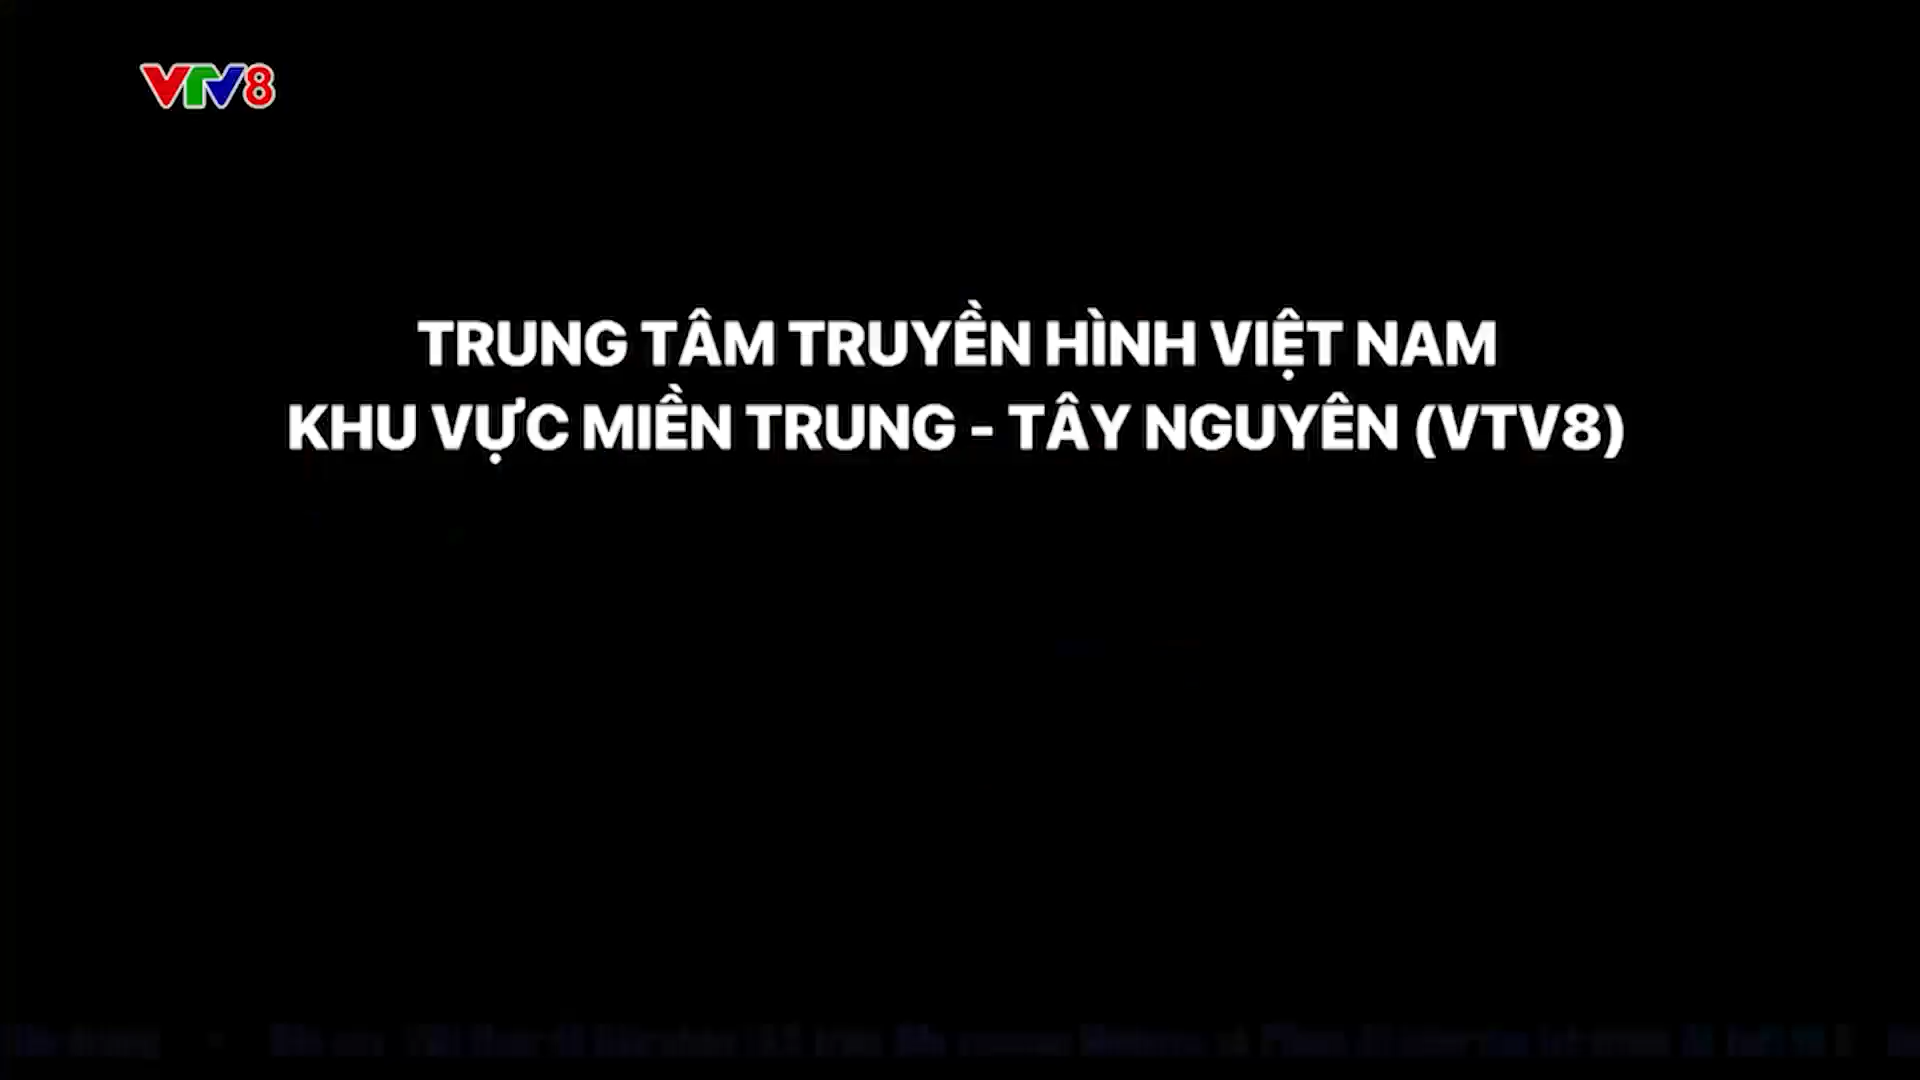 VTV8
TRUNG TÂM TRUYỀN HÌNH VIỆT NAM
KHU VỰC MIỀN TRUNG - TÂY NGUYÊN (VTV8)